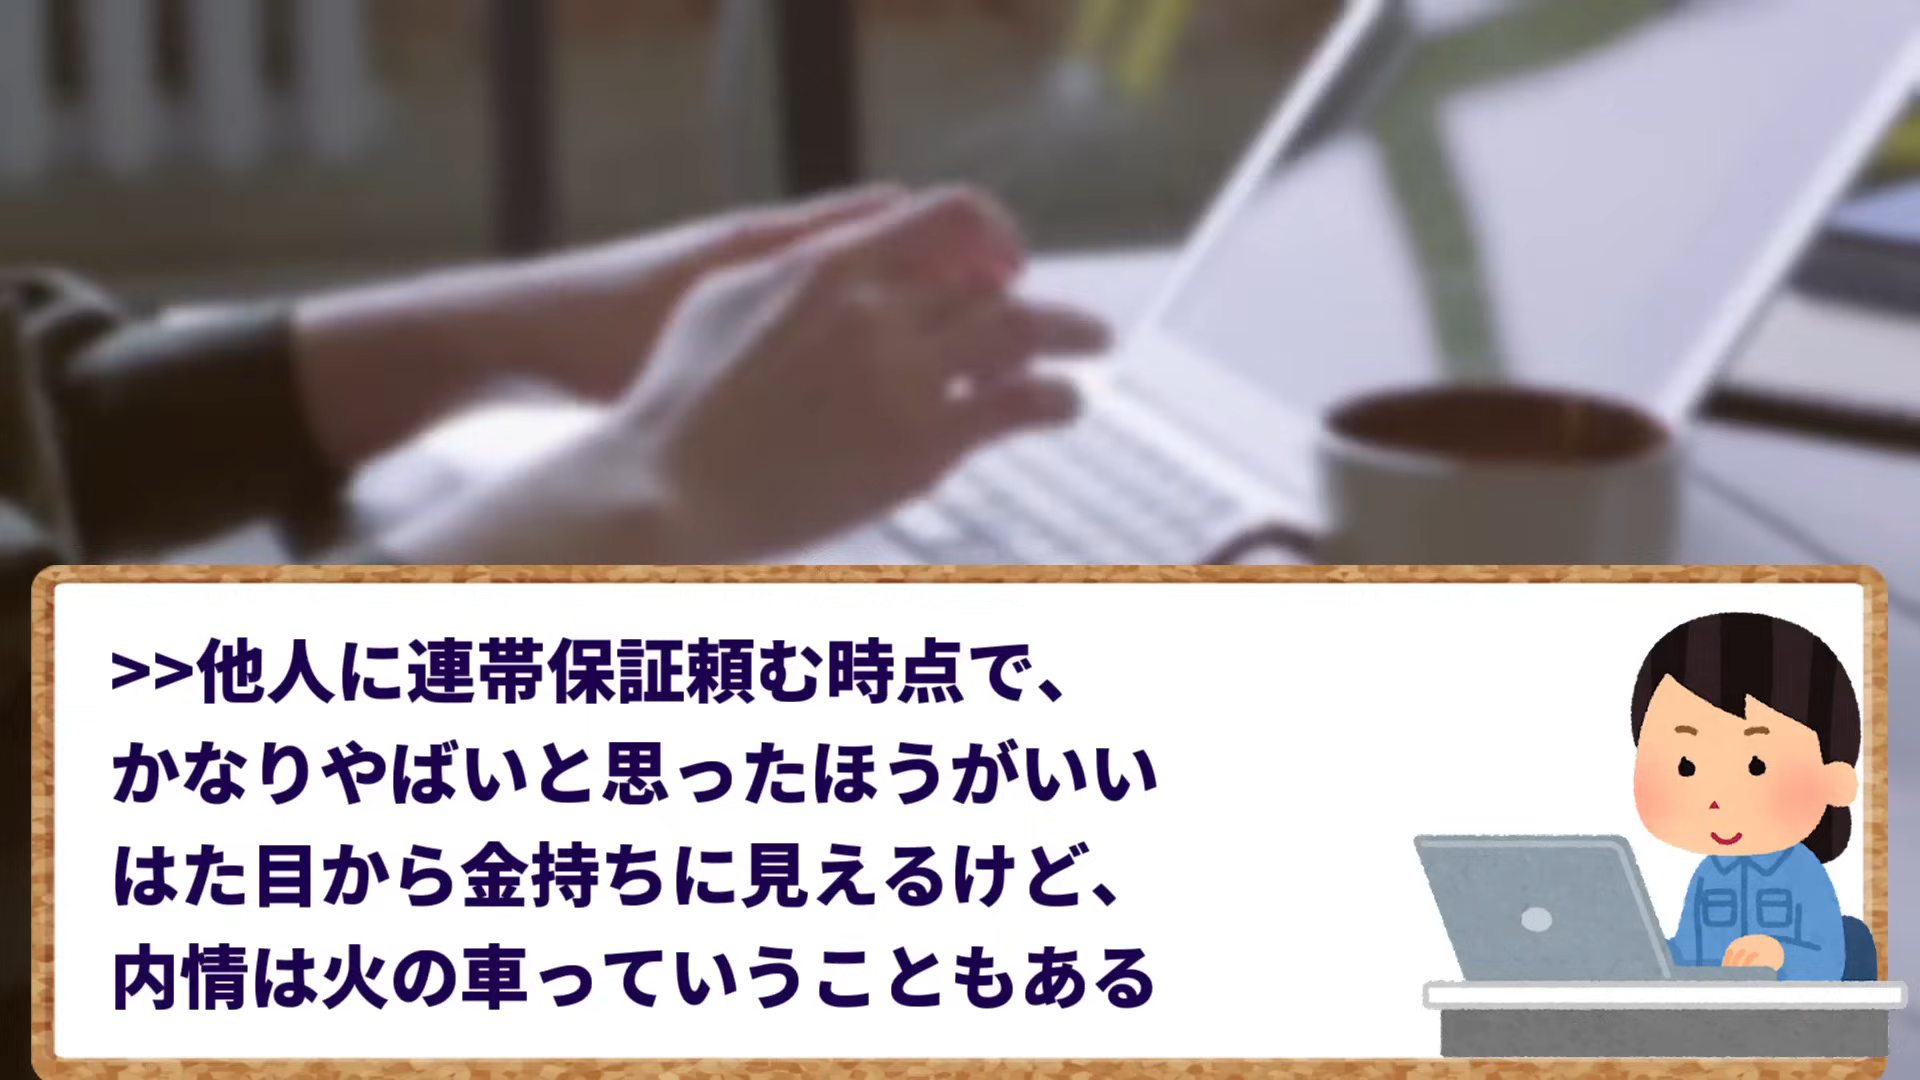 >>他人に連帯保証頼む時点で、
かなりやばいと思ったほうがいい
はた目から金持ちに見えるけど、
内情は火の車っていうこともある